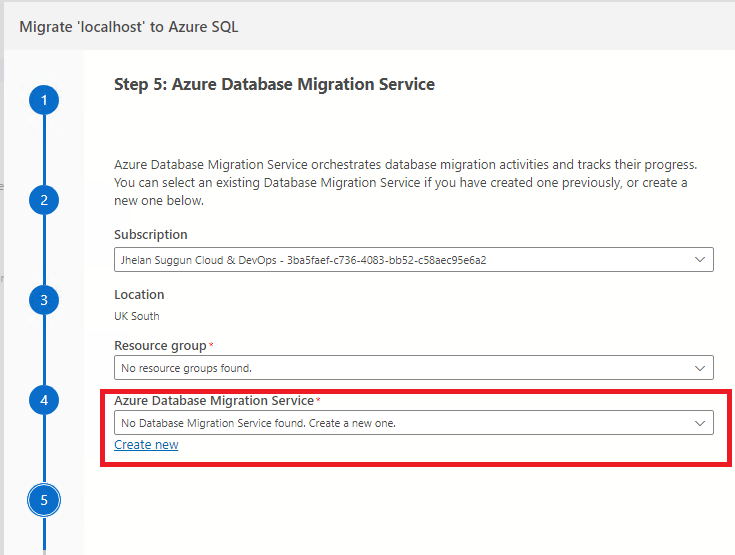 Migrate 'localhost' to Azure SQL
Step 5: Azure Database Migration Service
1
Azure Database Migration Service orchestrates database migration activities and tracks their progress.
You can select an existing Database Migration Service if you have created one previously, or create a
new one below.
2
Subscription
Jhelan Suggun Cloud & DevOps - 3ba5faef-c736-4083-bb52-c58aec95e6a2
Location
3
UK South
Resource group*
No resource groups found.
Azure Database Migration Service*
4
No Database Migration Service found. Create a new one.
Create new
5